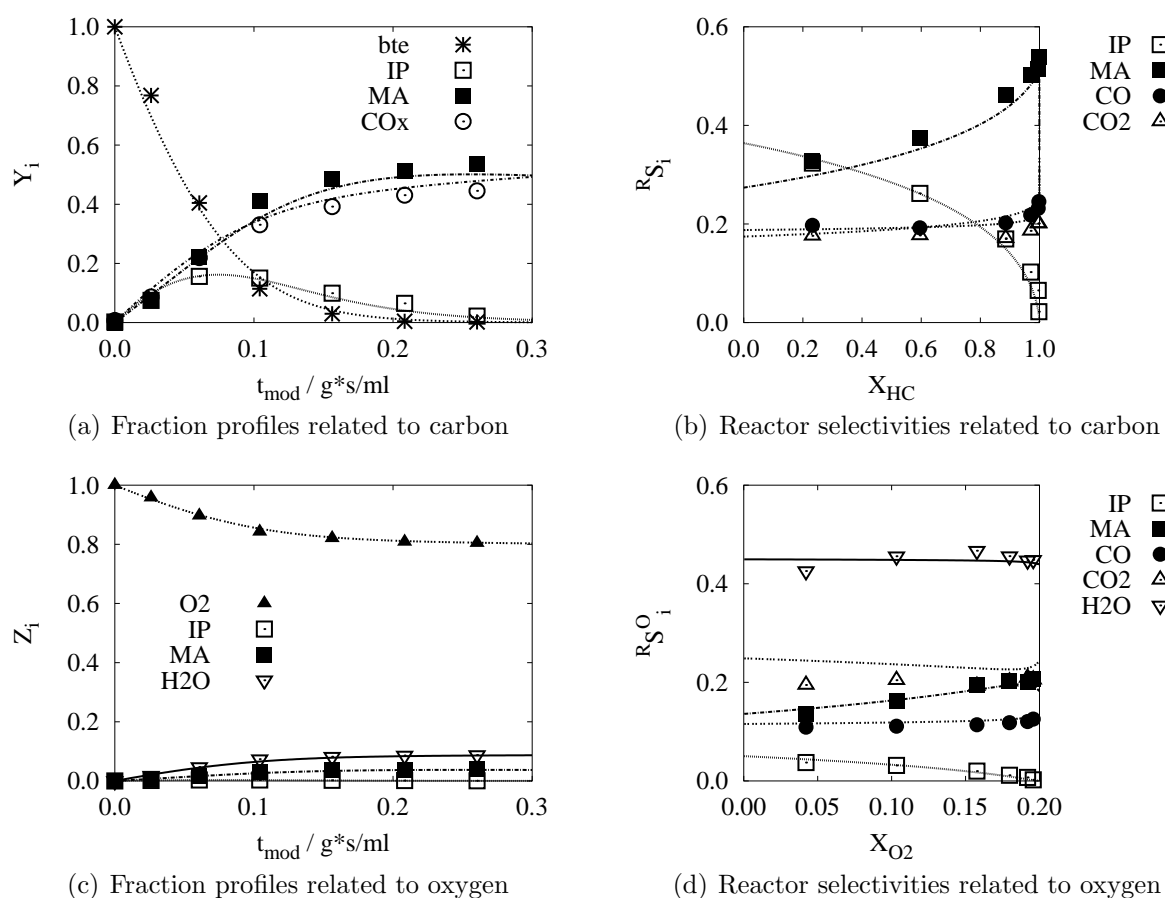 1.0
0.8
0.6
0.4
0.2
0.0
Y_i
bte
IP
MA
COx
0.0 0.1 0.2 0.3
t_mod / g*s/ml
(a) Fraction profiles related to carbon
0.6
0.4
0.2
0.0
^R S_i
IP
MA
CO
CO2
0.0 0.2 0.4 0.6 0.8 1.0
X_HC
(b) Reactor selectivities related to carbon
1.0
0.8
0.6
0.4
0.2
0.0
Z_i
O2
IP
MA
H2O
0.0 0.1 0.2 0.3
t_mod / g*s/ml
(c) Fraction profiles related to oxygen
0.6
0.4
0.2
0.0
^R S^O_i
IP
MA
CO
CO2
H2O
0.00 0.05 0.10 0.15 0.20
X_O2
(d) Reactor selectivities related to oxygen